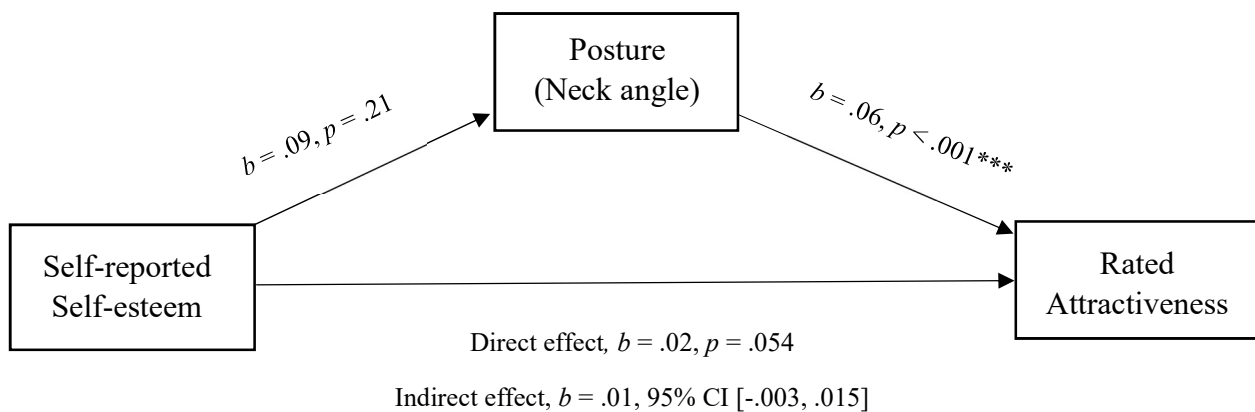 Posture
(Neck angle)
b = .09, p = .21
b = .06, p < .001***
Self-reported
Self-esteem
Rated
Attractiveness
Direct effect, b = .02, p = .054
Indirect effect, b = .01, 95% CI [-.003, .015]